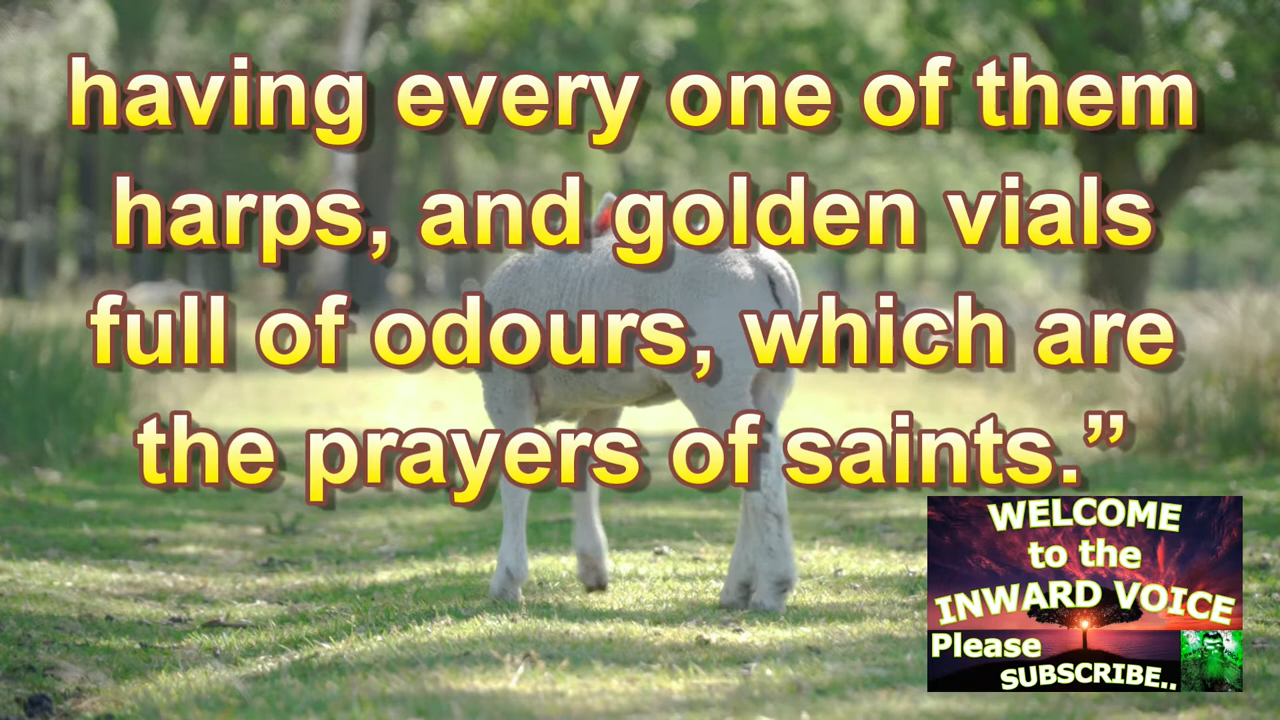 having every one of them
harps, and golden vials
full of odours, which are
the prayers of saints.”
WELCOME
to the
INWARD VOICE
Please
SUBSCRIBE..